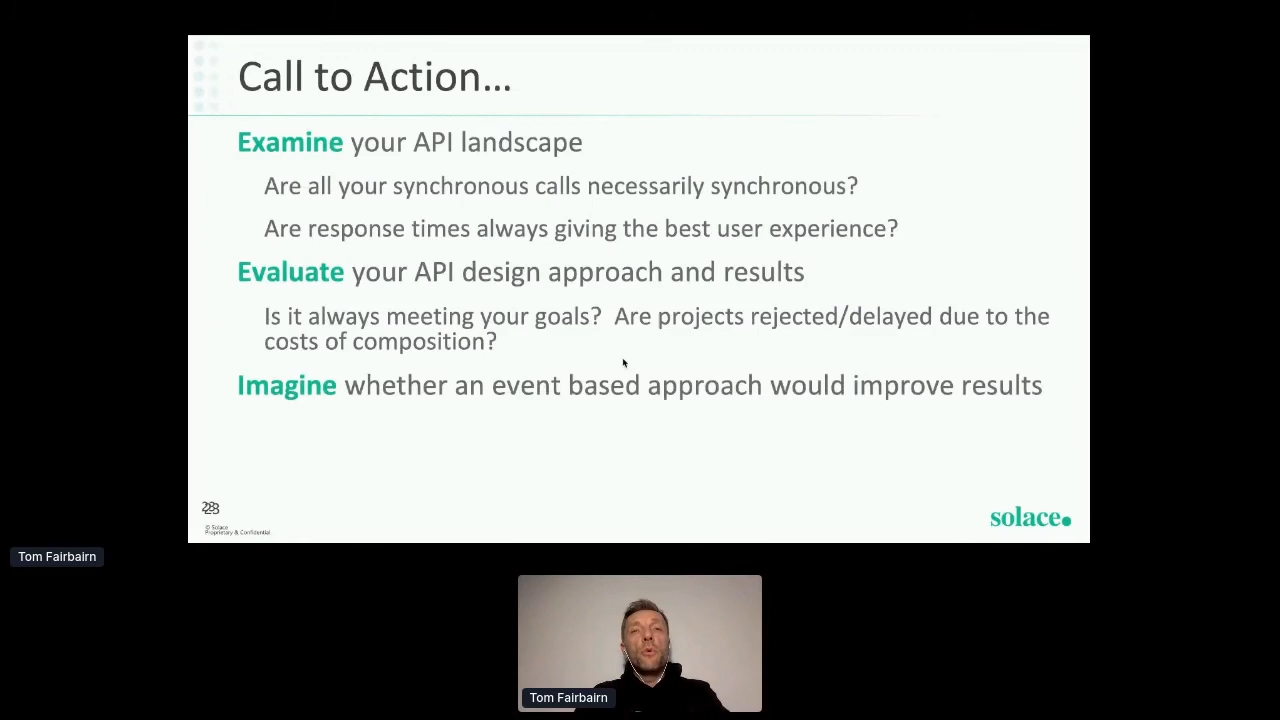 Call to Action...
Examine your API landscape
Are all your synchronous calls necessarily synchronous?
Are response times always giving the best user experience?
Evaluate your API design approach and results
Is it always meeting your goals?  Are projects rejected/delayed due to the
costs of composition?
Imagine whether an event based approach would improve results
© Solace
Proprietary & Confidential
solace.
Tom Fairbairn
Tom Fairbairn